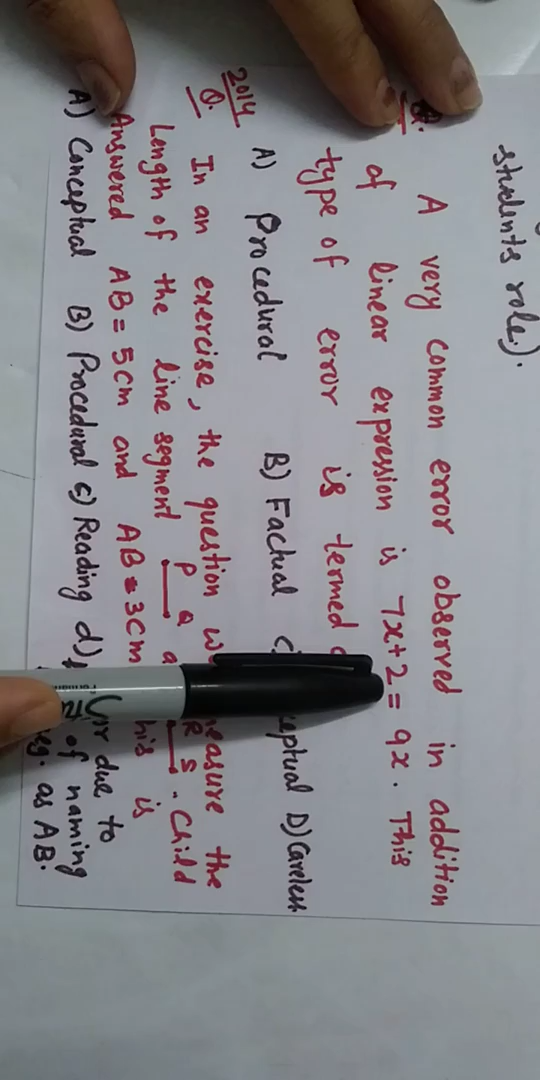 students role.).
Q. A very common error observed in addition
of linear expression is 7x+2 = 9x. This
type of error is termed
A) Procedural B) Factual C) D) Careless
2014
Q. In an exercise, the question measure the
Length of the line segment P Q R S. Child
Answered AB = 5cm and AB = 3cm is
A) Conceptual B) Procedural c) Reading d) due to
of naming
as AB.